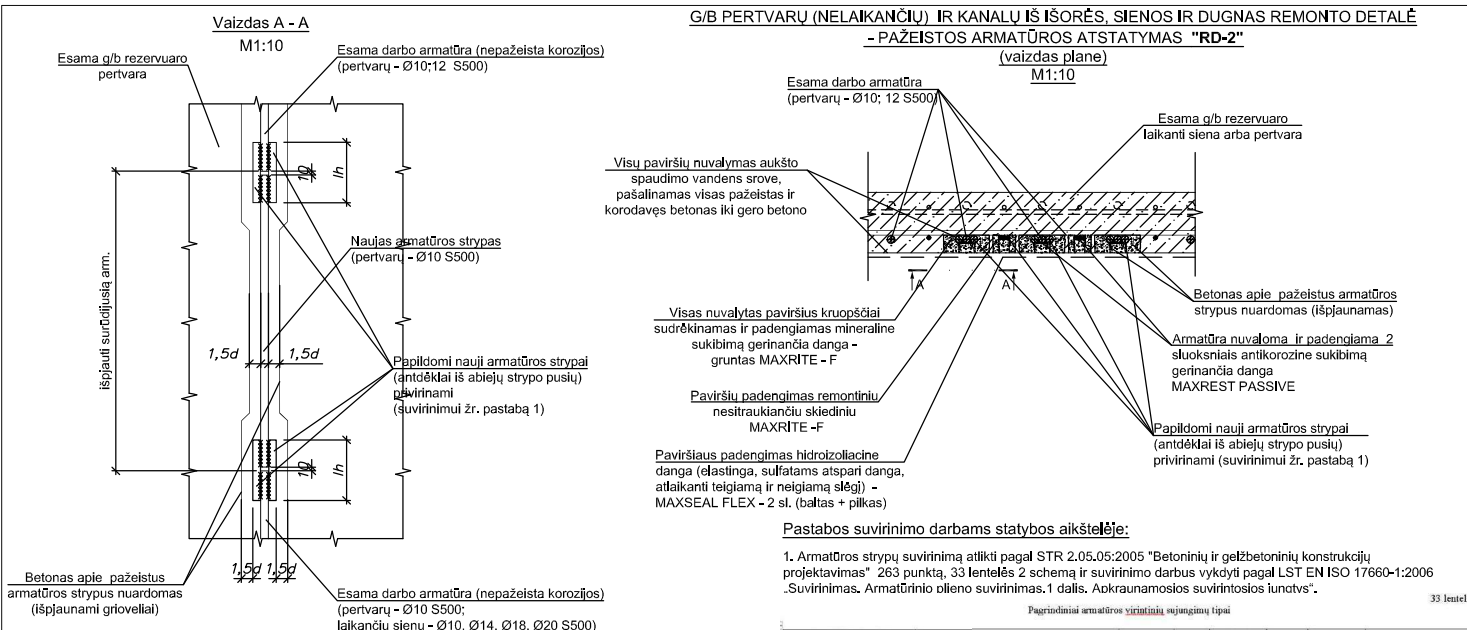 Vaizdas A - A
M1:10
Esama g/b rezervuaro
pertvara
Esama darbo armatūra (nepažeista korozijos)
(pertvarų - Ø10;12 S500)
10
lh
Naujas armatūros strypas
(pertvarų - Ø10 S500)
išpjauti surūdijusią arm.
1,5d
1,5d
Papildomi nauji armatūros strypai
(antdėklai iš abiejų strypo pusių)
privirinami
(suvirinimui žr. pastabą 1)
10
lh
1,5d
1,5d
Betonas apie pažeistus
armatūros strypus nuardomas
(išpjaunami grioveliai)
Esama darbo armatūra (nepažeista korozijos)
(pertvarų - Ø10 S500;
laikančių sienų - Ø10, Ø14, Ø18, Ø20 S500)
G/B PERTVARŲ (NELAIKANČIŲ) IR KANALŲ IŠ IŠORĖS, SIENOS IR DUGNAS REMONTO DETALĖ
- PAŽEISTOS ARMATŪROS ATSTATYMAS "RD-2"
(vaizdas plane)
M1:10
Esama darbo armatūra
(pertvarų - Ø10; 12 S500)
Esama g/b rezervuaro
laikanti siena arba pertvara
Visų paviršių nuvalymas aukšto
spaudimo vandens srove,
pašalinamas visas pažeistas ir
korodavęs betonas iki gero betono
A
A
Visas nuvalytas paviršius kruopščiai
sudrėkinamas ir padengiamas mineraline
sukibimą gerinančia danga -
gruntas MAXRITE - F
Betonas apie pažeistus armatūros
strypus nuardomas (išpjaunamas)
Armatūra nuvaloma ir padengiama 2
sluoksniais antikorozine sukibimą
gerinančia danga
MAXREST PASSIVE
Paviršių padengimas remontiniu
nesitraukiančiu skiediniu
MAXRITE -F
Papildomi nauji armatūros strypai
(antdėklai iš abiejų strypo pusių)
privirinami (suvirinimui žr. pastabą 1)
Paviršiaus padengimas hidroizoliacine
danga (elastinga, sulfatams atspari danga,
atlaikanti teigiamą ir neigiamą slėgį) -
MAXSEAL FLEX - 2 sl. (baltas + pilkas)
Pastabos suvirinimo darbams statybos aikštelėje:
1. Armatūros strypų suvirinimą atlikti pagal STR 2.05.05:2005 "Betoninių ir gelžbetoninių konstrukcijų
projektavimas" 263 punktą, 33 lentelės 2 schemą ir suvirinimo darbus vykdyti pagal LST EN ISO 17660-1:2006
„Suvirinimas. Armatūrinio plieno suvirinimas.1 dalis. Apkraunamosios suvirintosios jungtys“.
33 lentel
Pagrindiniai armatūros virintinių sujungimų tipai